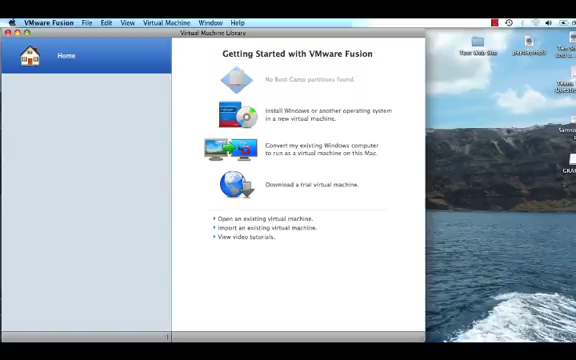 VMware Fusion File Edit View Virtual Machine Window Help
Virtual Machine Library
Home
Getting Started with VMware Fusion
No Boot Camp partitions found.
Install Windows or another operating system
in a new virtual machine.
Convert my existing Windows computer
to run as a virtual machine on this Mac.
Download a trial virtual machine.
Open an existing virtual machine.
Import an existing virtual machine.
View video tutorials.
Your Web Site